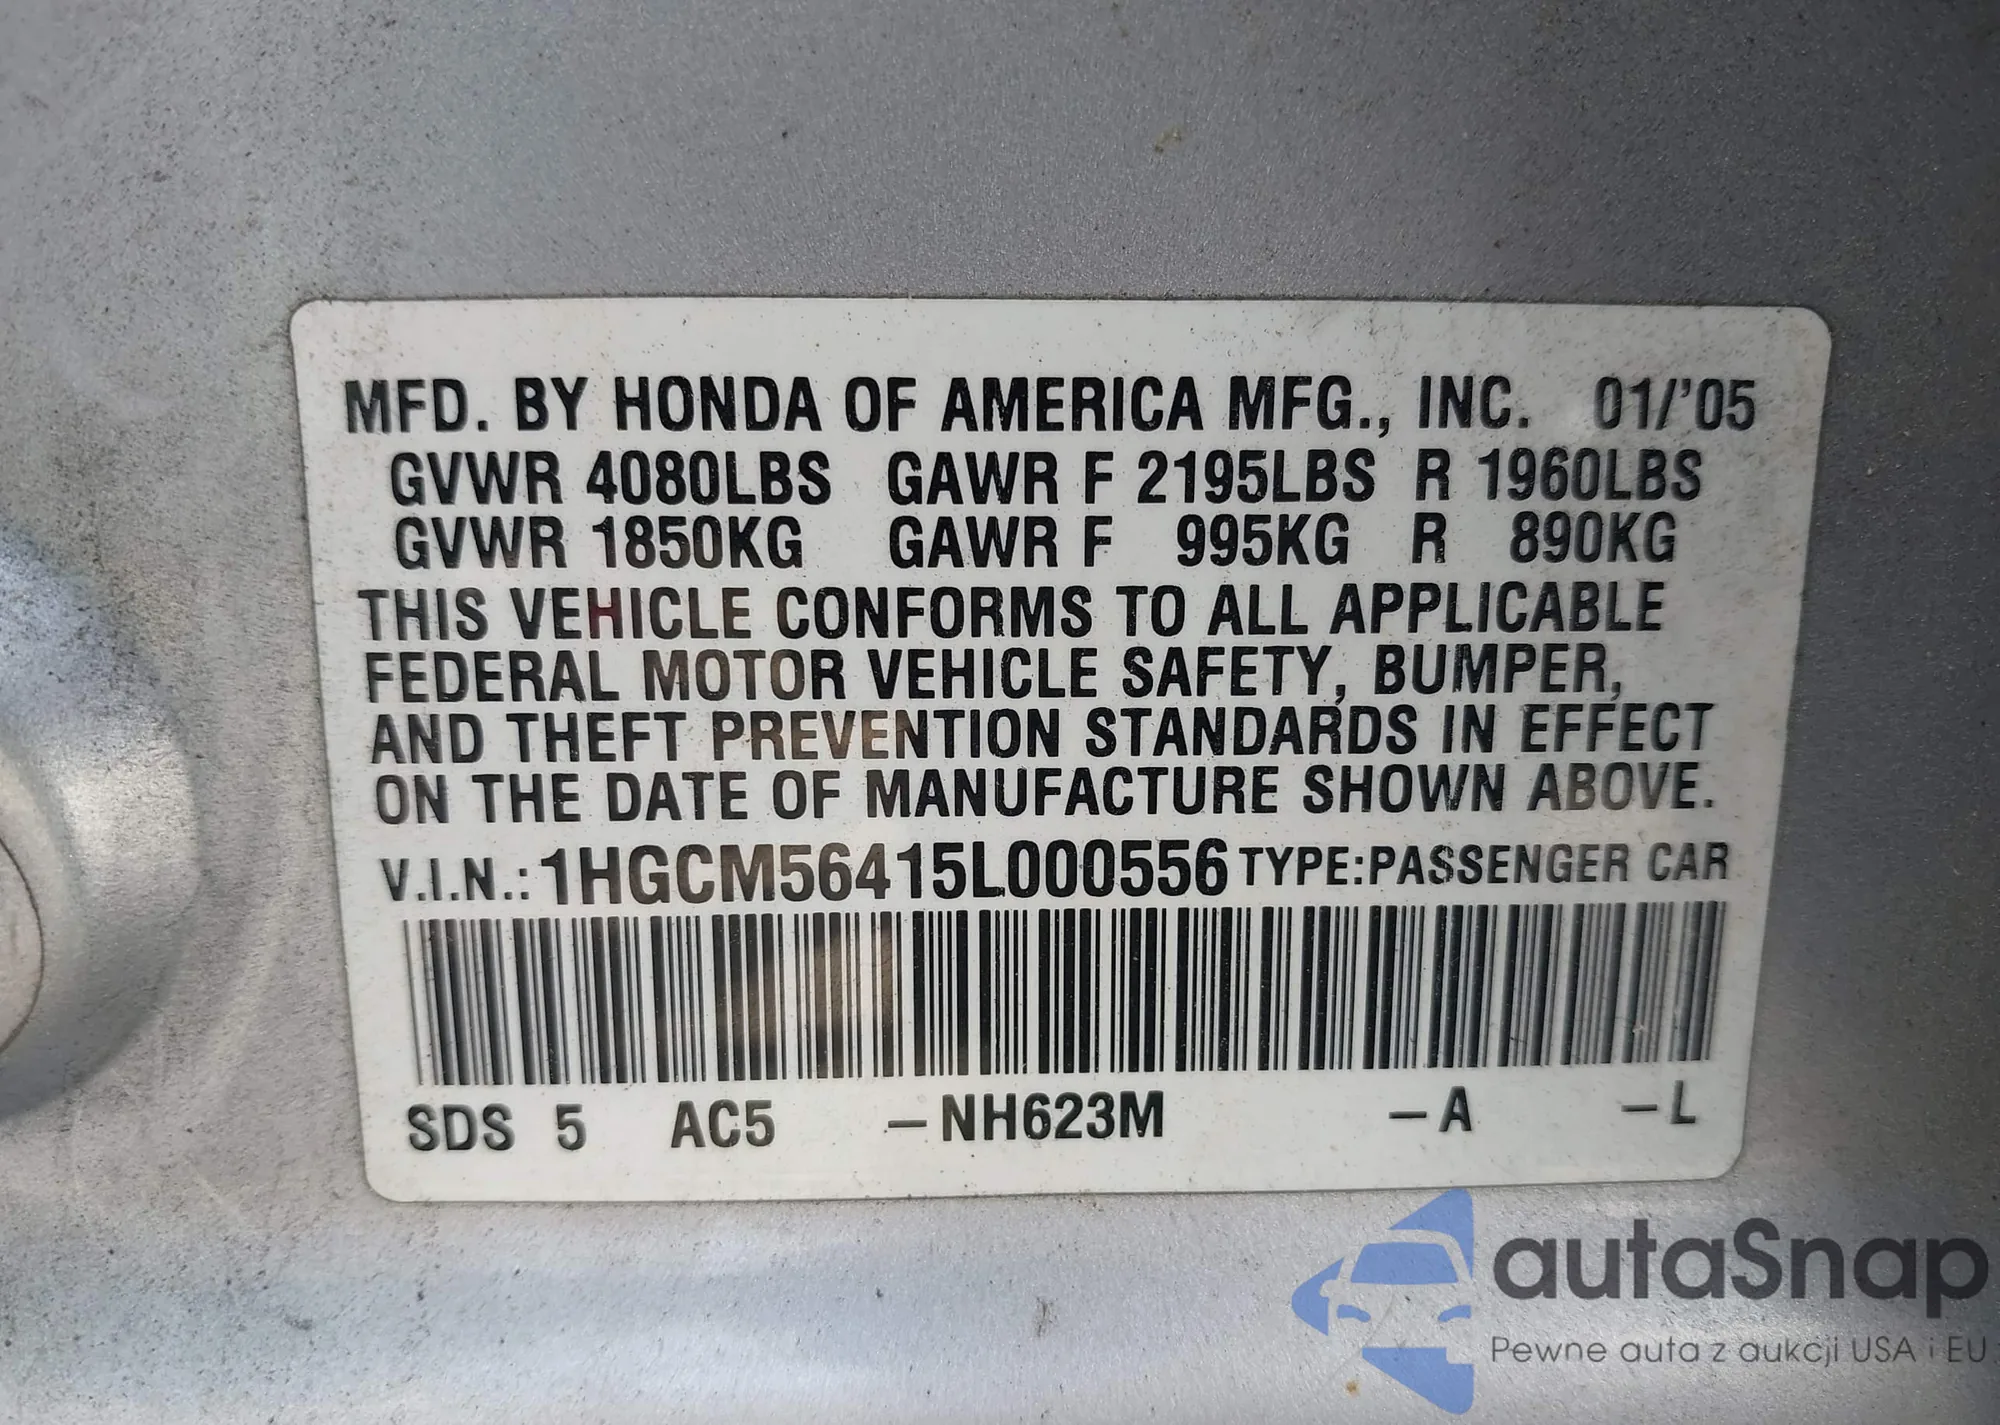 MFD. BY HONDA OF AMERICA MFG., INC. 01/'05
GVWR 4080LBS GAWR F 2195LBS R 1960LBS
GVWR 1850KG GAWR F 995KG R 890KG
THIS VEHICLE CONFORMS TO ALL APPLICABLE
FEDERAL MOTOR VEHICLE SAFETY, BUMPER,
AND THEFT PREVENTION STANDARDS IN EFFECT
ON THE DATE OF MANUFACTURE SHOWN ABOVE.
V.I.N.: 1HGCM56415L000556 TYPE:PASSENGER CAR
SDS 5 AC5 –NH623M –A –L
autaSnap
Pewne auta z aukcji USA i EU